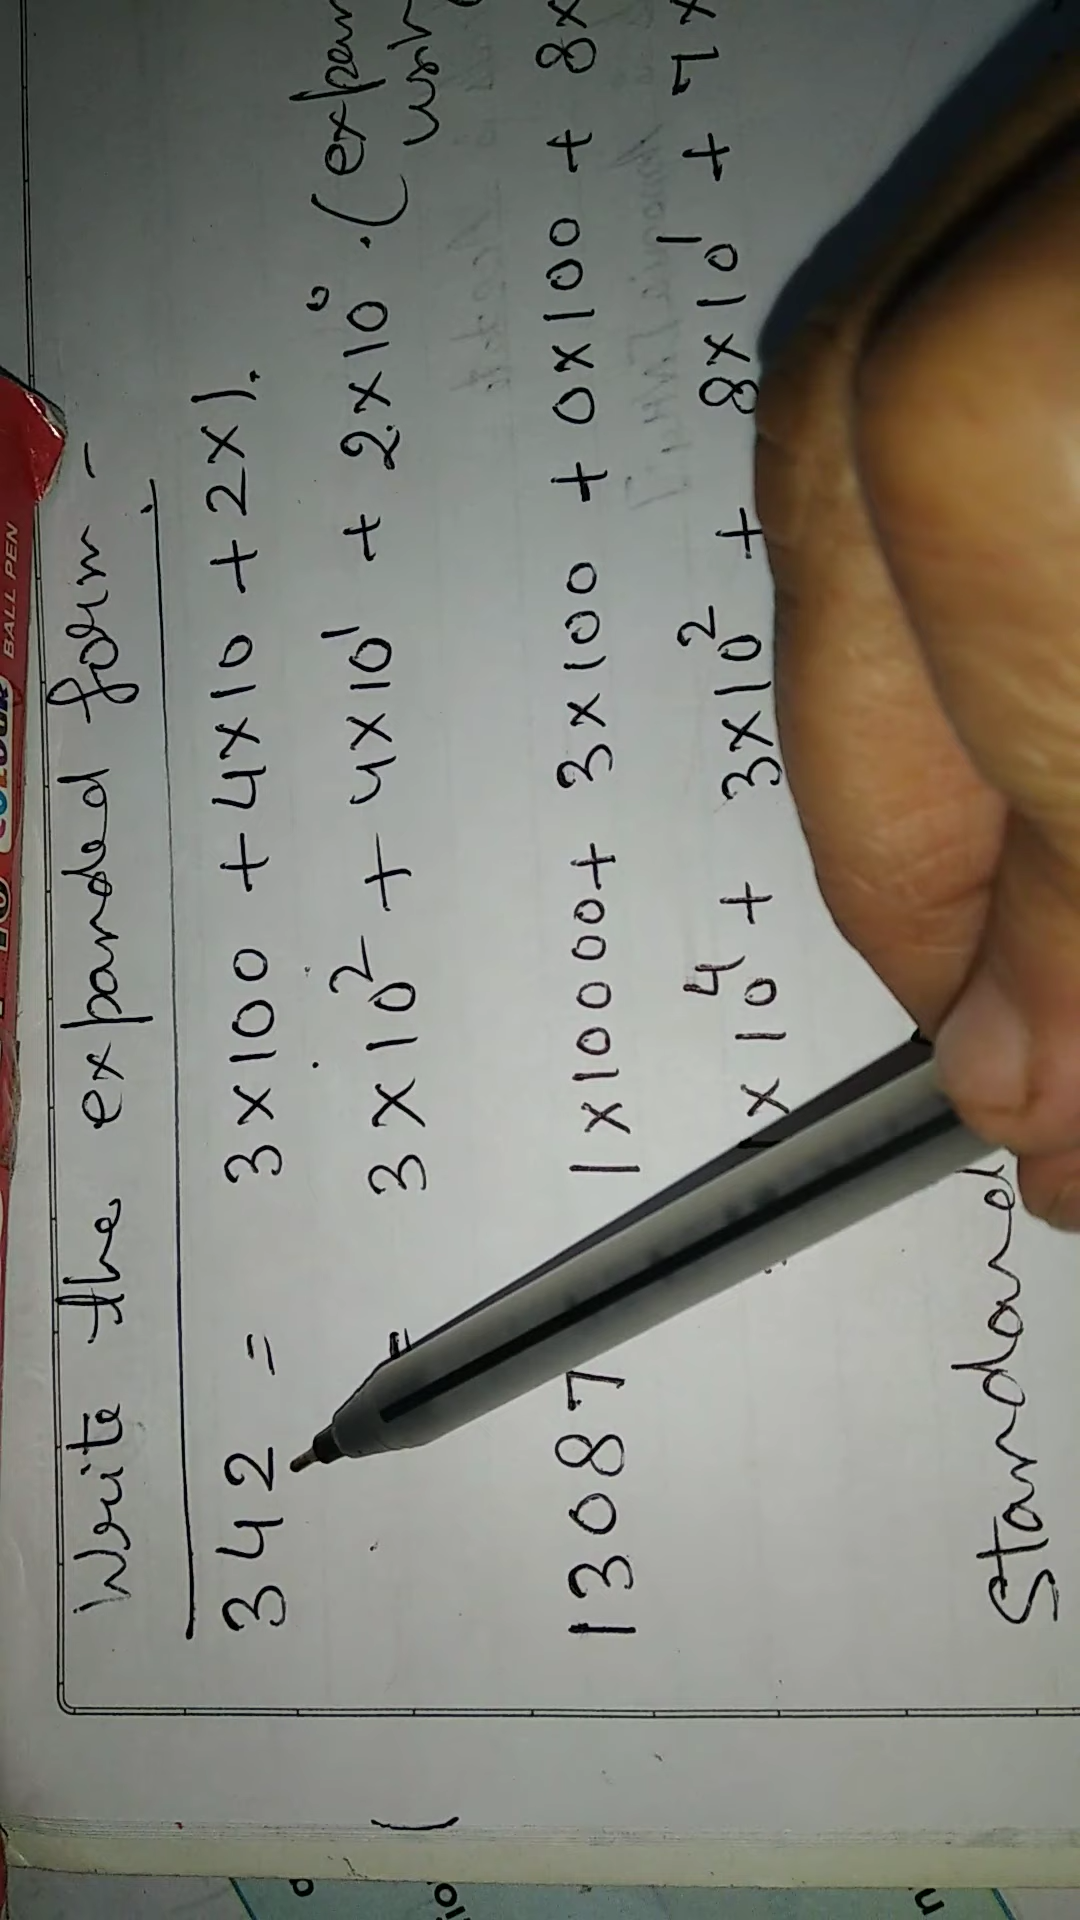 BALL PEN
Write the expanded form -
342 = 3×100 + 4×10 + 2×1.
= 3×10² + 4×10¹ + 2×10⁰. (expan
13087 1×10000+ 3×100 + 0×100 + 8×
×10⁴ + 3×10² + 8×10¹ + 7×
Standard